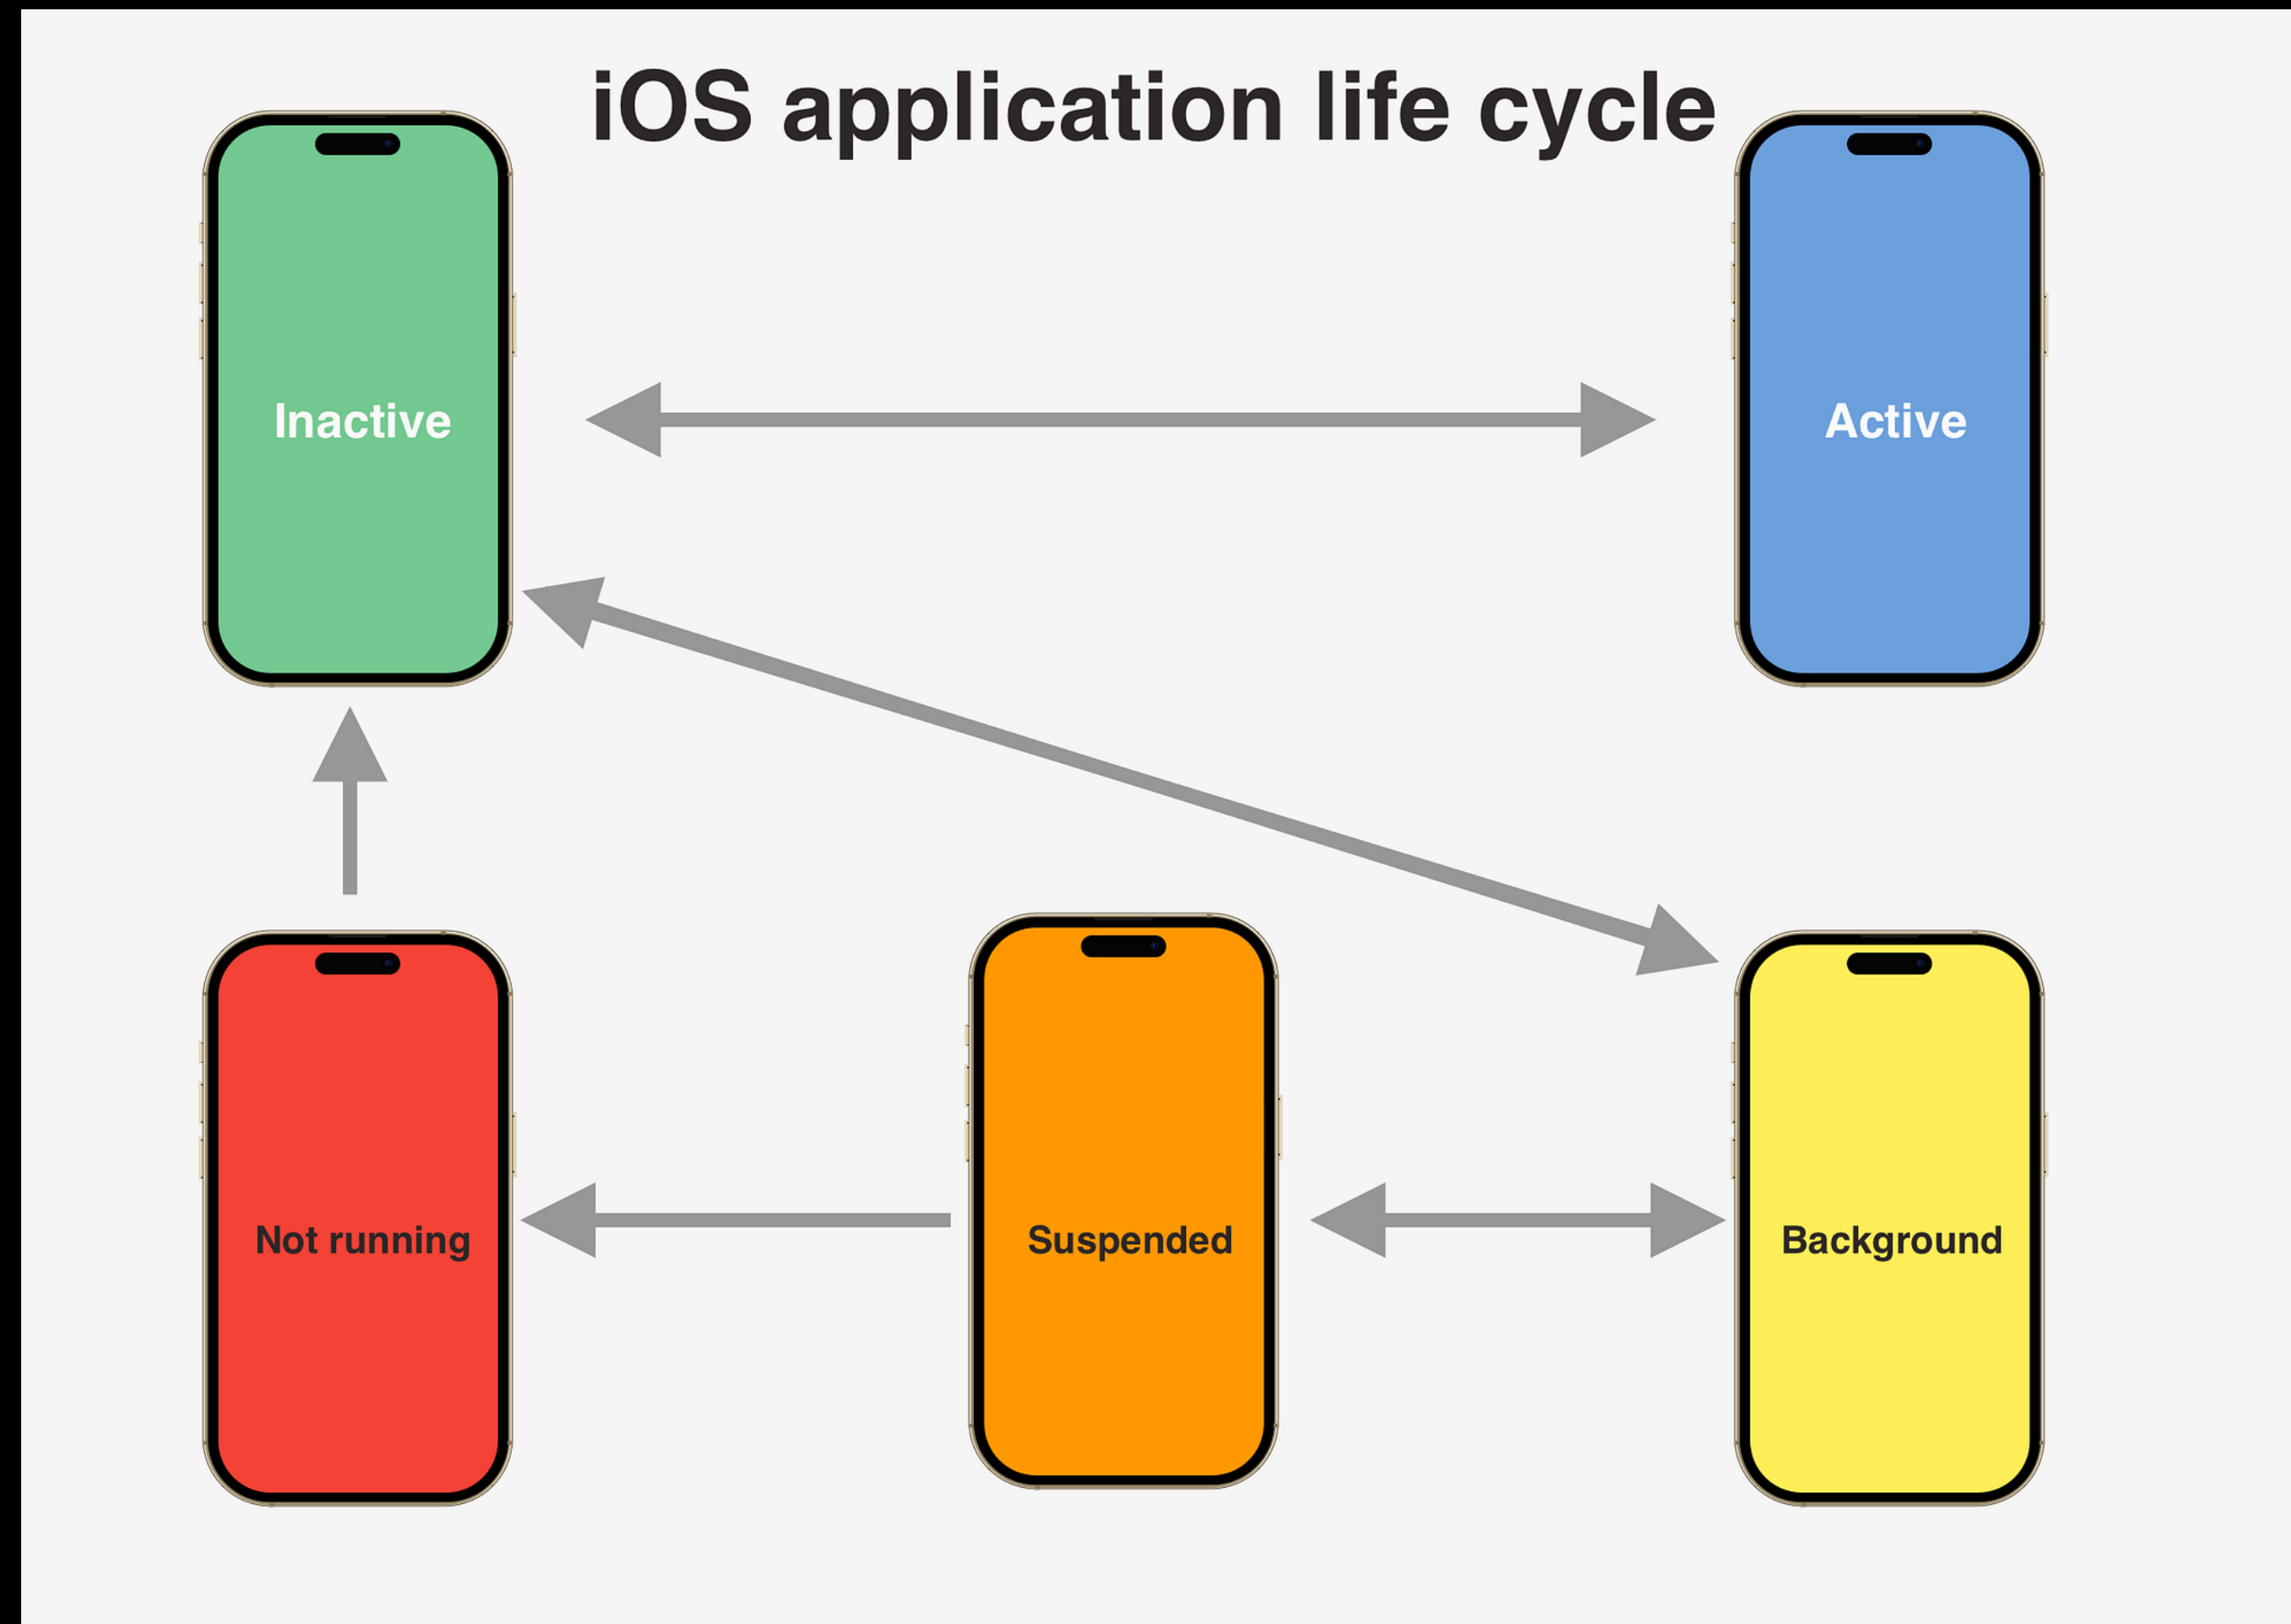 iOS application life cycle
Inactive
Active
Not running
Suspended
Background